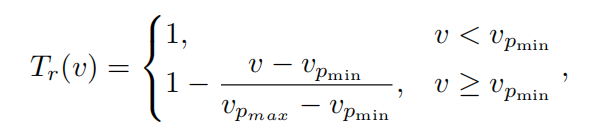 T_r(v) = \begin{cases} 1, & v < v_{p_{\min}} \\ 1 - \dfrac{v - v_{p_{\min}}}{v_{p_{max}} - v_{p_{\min}}}, & v \geq v_{p_{\min}} \end{cases},